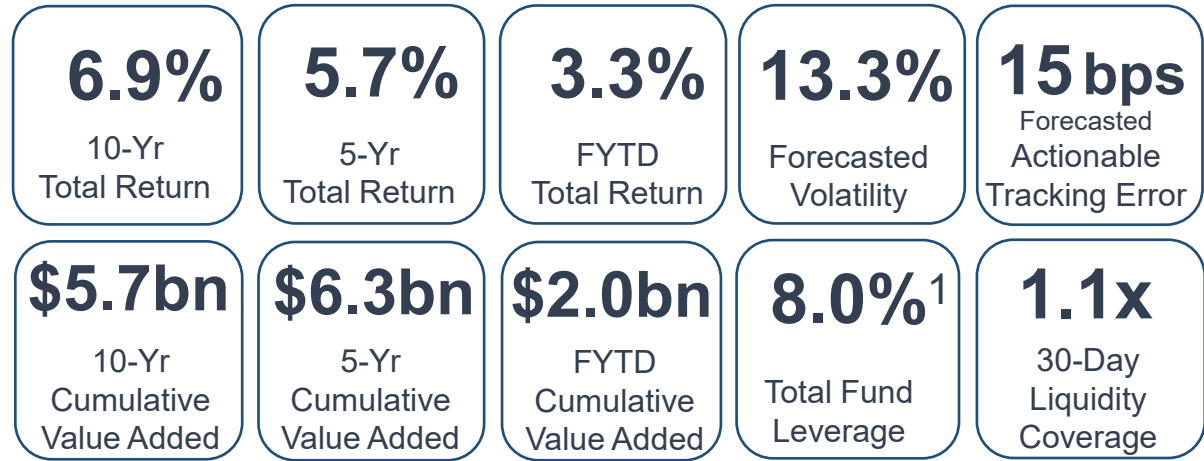 6.9%
10-Yr
Total Return
5.7%
5-Yr
Total Return
3.3%
FYTD
Total Return
13.3%
Forecasted
Volatility
15 bps
Forecasted
Actionable
Tracking Error
$5.7bn
10-Yr
Cumulative
Value Added
$6.3bn
5-Yr
Cumulative
Value Added
$2.0bn
FYTD
Cumulative
Value Added
8.0%1
Total Fund
Leverage
1.1x
30-Day
Liquidity
Coverage